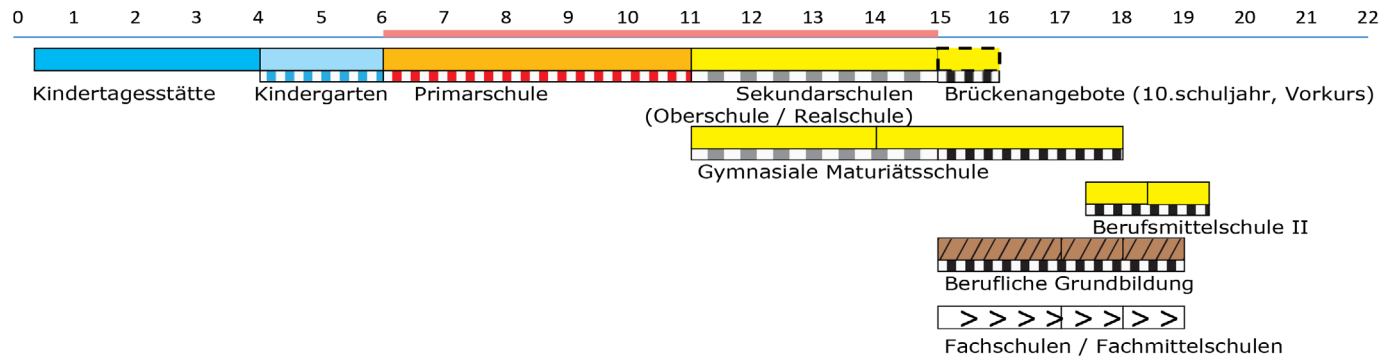 0 1 2 3 4 5 6 7 8 9 10 11 12 13 14 15 16 17 18 19 20 21 22
Kindertagesstätte Kindergarten Primarschule Sekundarschulen Brückenangebote (10.schuljahr, Vorkurs)
(Oberschule / Realschule)
Gymnasiale Maturiätsschule
Berufsmittelschule II
Berufliche Grundbildung
> > > > > > > >
Fachschulen / Fachmittelschulen